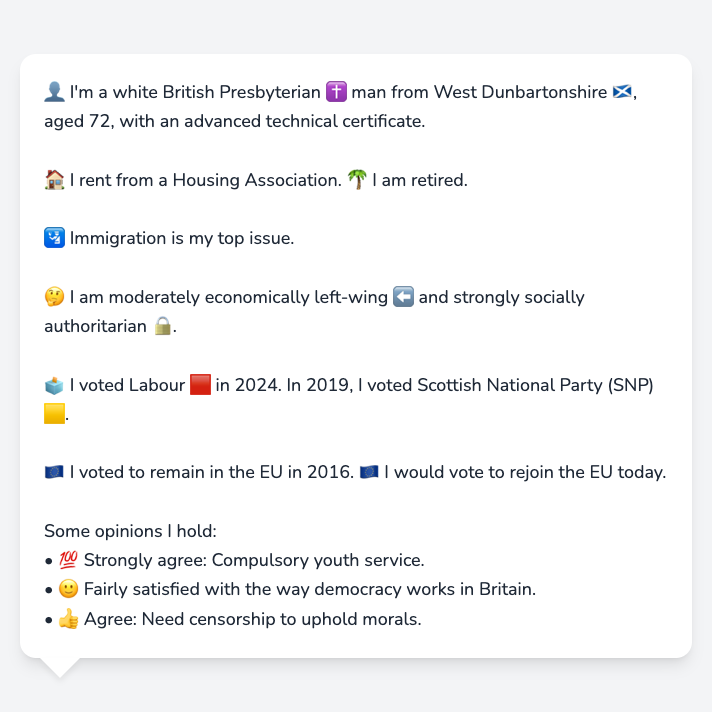 👤 I'm a white British Presbyterian ✝️ man from West Dunbartonshire 🏴󠁧󠁢󠁳󠁣󠁴󠁿,
aged 72, with an advanced technical certificate.
🏠 I rent from a Housing Association. 🌴 I am retired.
🛂 Immigration is my top issue.
🤔 I am moderately economically left-wing ⬅️ and strongly socially
authoritarian 🔒.
🗳️ I voted Labour 🟥 in 2024. In 2019, I voted Scottish National Party (SNP)
🟨.
🇪🇺 I voted to remain in the EU in 2016. 🇪🇺 I would vote to rejoin the EU today.
Some opinions I hold:
• 💯 Strongly agree: Compulsory youth service.
• 🙂 Fairly satisfied with the way democracy works in Britain.
• 👍 Agree: Need censorship to uphold morals.